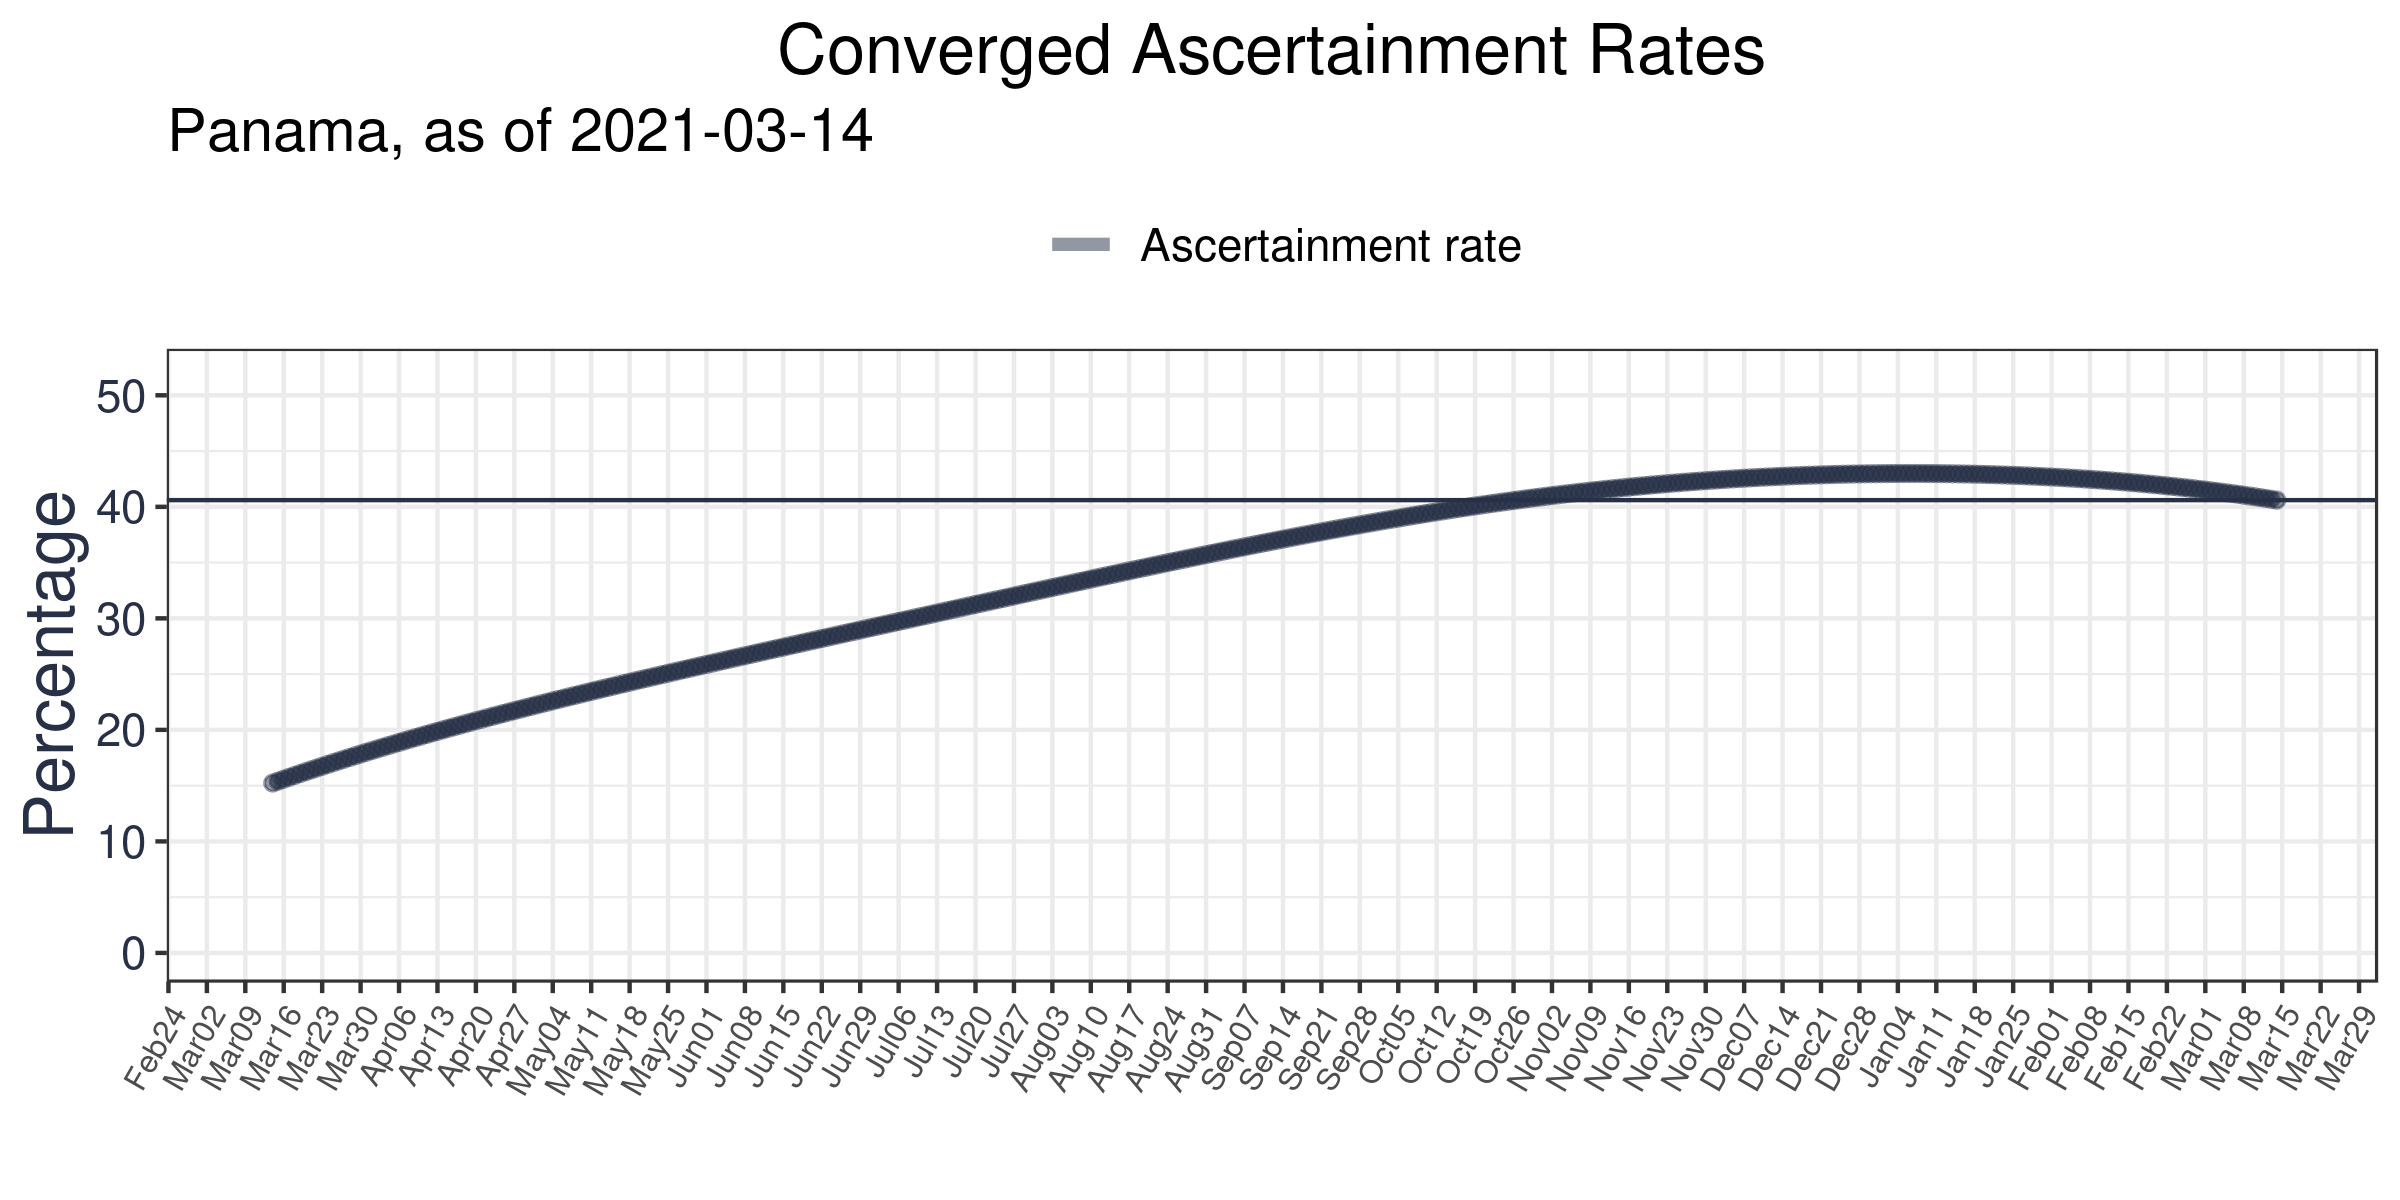 Converged Ascertainment Rates
Panama, as of 2021-03-14
Ascertainment rate
Percentage
50
40
30
20
10
0
Feb24
Mar02
Mar09
Mar16
Mar23
Mar30
Apr06
Apr13
Apr20
Apr27
May04
May11
May18
May25
Jun01
Jun08
Jun15
Jun22
Jun29
Jul06
Jul13
Jul20
Jul27
Aug03
Aug10
Aug17
Aug24
Aug31
Sep07
Sep14
Sep21
Sep28
Oct05
Oct12
Oct19
Oct26
Nov02
Nov09
Nov16
Nov23
Nov30
Dec07
Dec14
Dec21
Dec28
Jan04
Jan11
Jan18
Jan25
Feb01
Feb08
Feb15
Feb22
Mar01
Mar08
Mar15
Mar22
Mar29